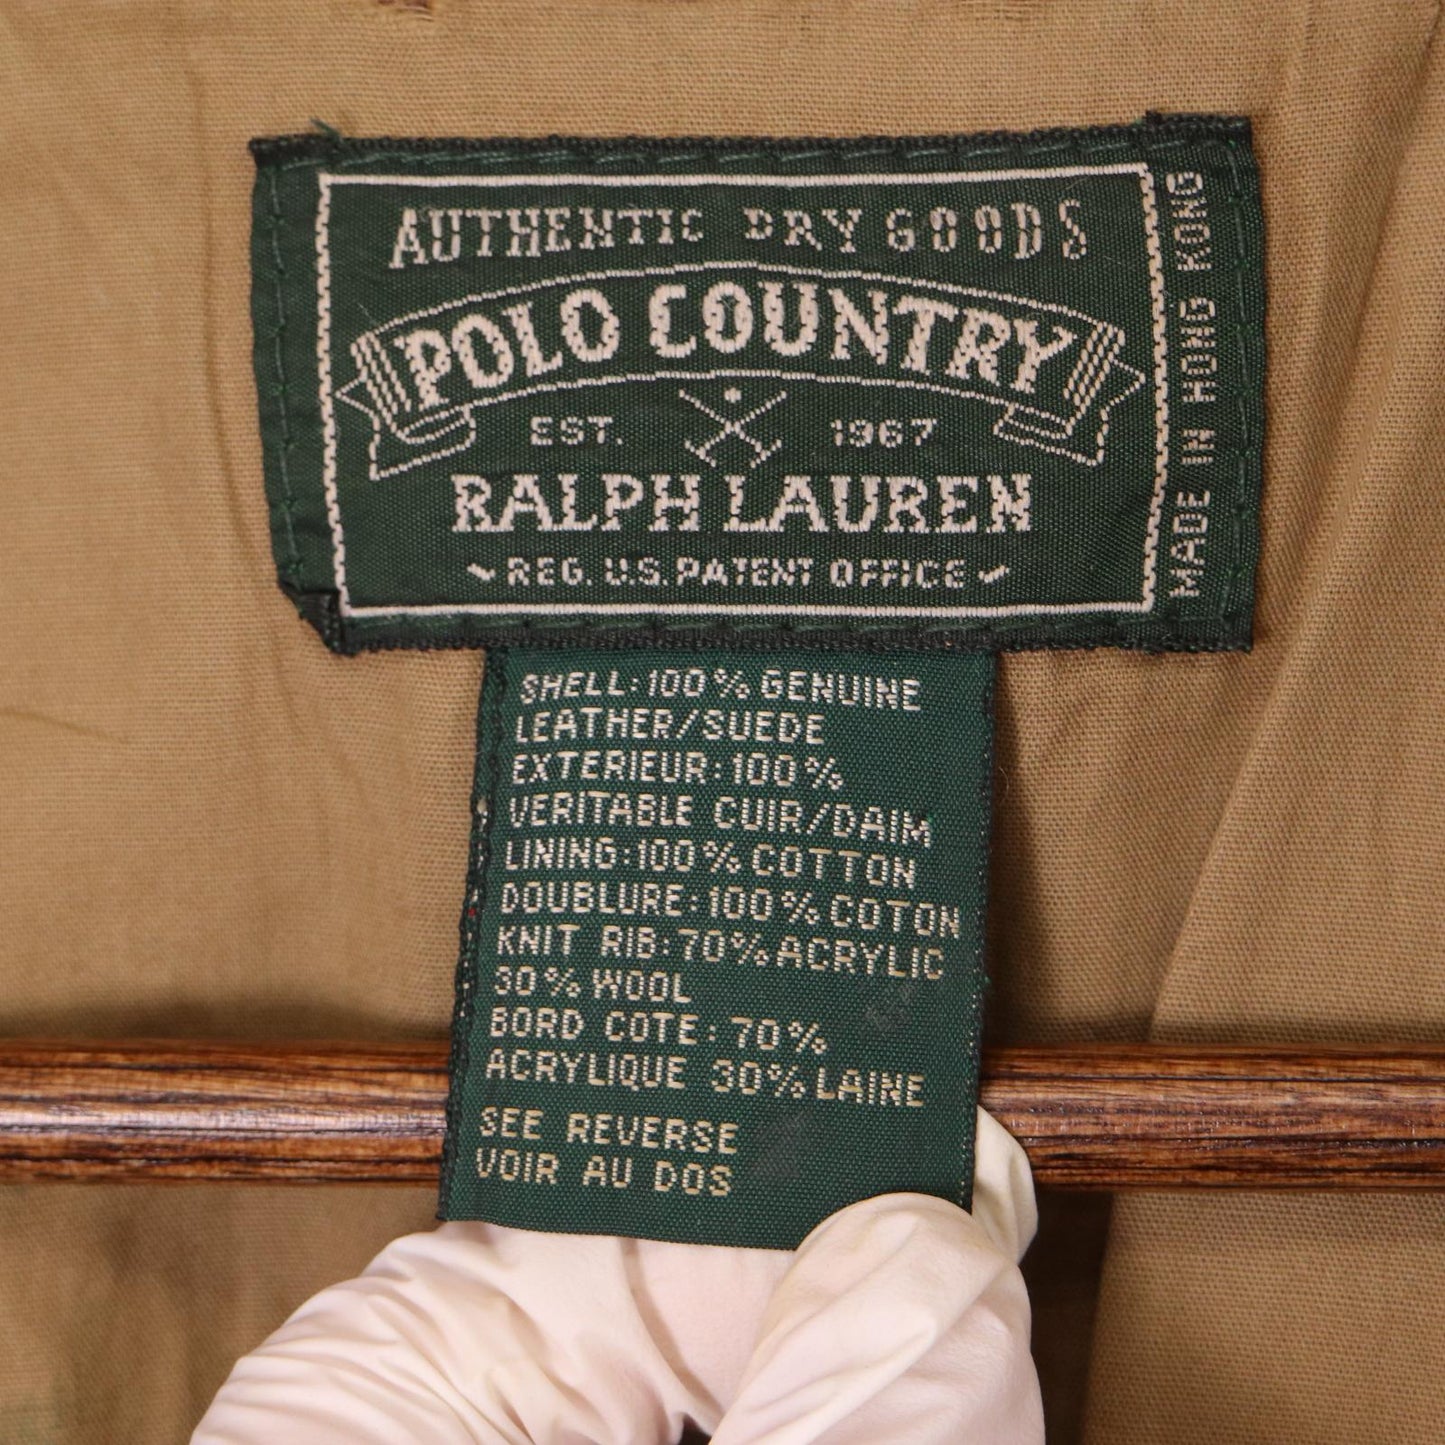 AUTHENTIC DRY GOODS
POLO COUNTRY
EST. 1967
RALPH LAUREN
REG. U.S. PATENT OFFICE
MADE IN HONG KONG
SHELL: 100% GENUINE
LEATHER/SUEDE
EXTERIEUR: 100%
VERITABLE CUIR/DAIM
LINING: 100% COTTON
DOUBLURE: 100% COTON
KNIT RIB: 70% ACRYLIC
30% WOOL
BORD COTE: 70%
ACRYLIQUE 30% LAINE
SEE REVERSE
VOIR AU DOS